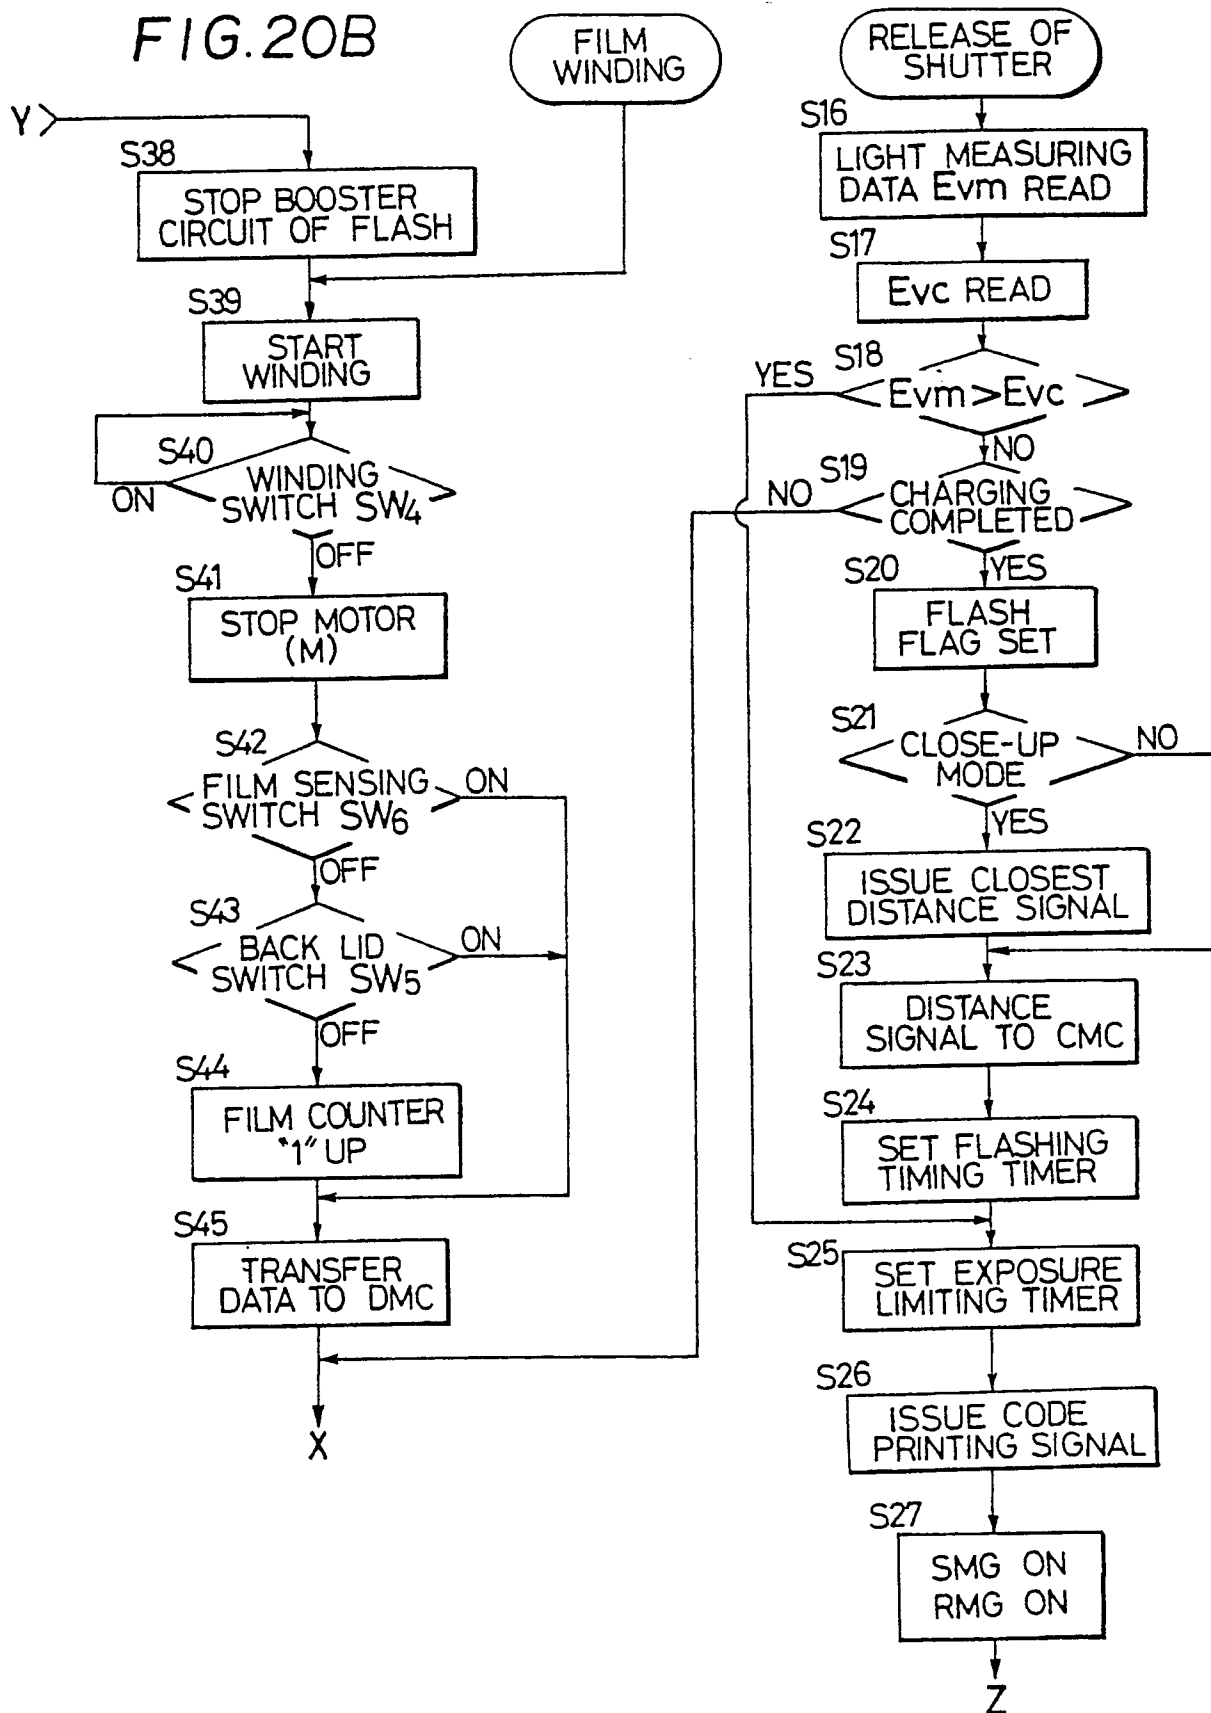 FIG.20B
FILM
WINDING
Y
S38
STOP BOOSTER
CIRCUIT OF FLASH
S39
START
WINDING
S40
WINDING
SWITCH SW4
ON
OFF
S41
STOP MOTOR
(M)
S42
FILM SENSING
SWITCH SW6
ON
OFF
S43
BACK LID
SWITCH SW5
ON
OFF
S44
FILM COUNTER
"1" UP
S45
TRANSFER
DATA TO DMC
X
RELEASE OF
SHUTTER
S16
LIGHT MEASURING
DATA Evm READ
S17
Evc READ
S18
YES
Evm>Evc
NO
S19
NO
CHARGING
COMPLETED
YES
S20
FLASH
FLAG SET
S21
CLOSE-UP
MODE
NO
YES
S22
ISSUE CLOSEST
DISTANCE SIGNAL
S23
DISTANCE
SIGNAL TO CMC
S24
SET FLASHING
TIMING TIMER
S25
SET EXPOSURE
LIMITING TIMER
S26
ISSUE CODE
PRINTING SIGNAL
S27
SMG ON
RMG ON
Z